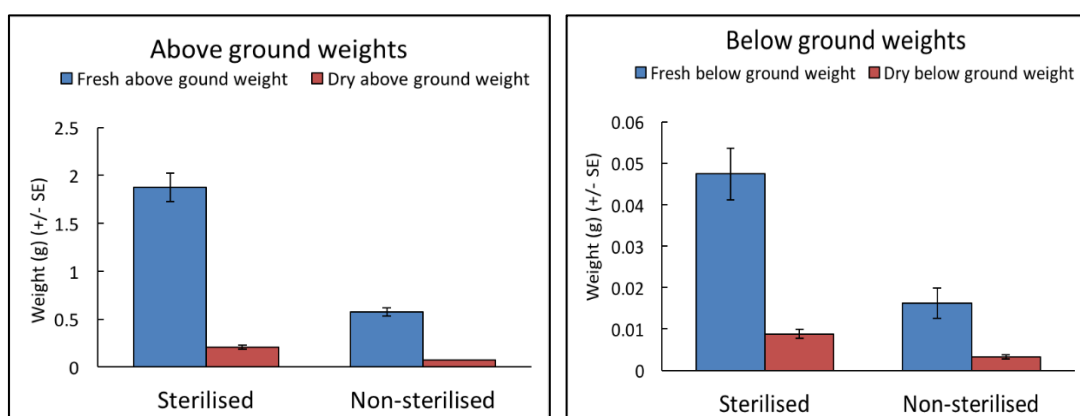 Above ground weights
Fresh above gound weight Dry above ground weight
Weight (g) (+/- SE)
2.5
2
1.5
1
0.5
0
Sterilised Non-sterilised
Below ground weights
Fresh below ground weight Dry below ground weight
Weight (g) (+/- SE)
0.06
0.05
0.04
0.03
0.02
0.01
0
Sterilised Non-sterilised